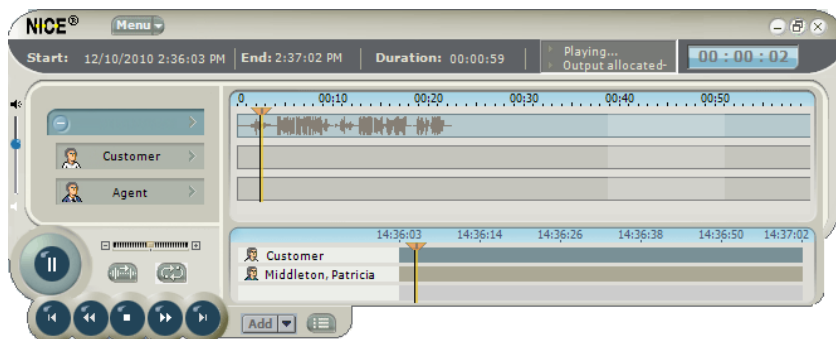 NICE®
Menu
Start: 12/10/2010 2:36:03 PM End: 2:37:02 PM Duration: 00:00:59
Playing...
Output allocated-
00 : 00 : 02
0 00:10 00:20 00:30 00:40 00:50
Customer
Agent
14:36:03 14:36:14 14:36:26 14:36:38 14:36:50 14:37:02
Customer
Middleton, Patricia
Add